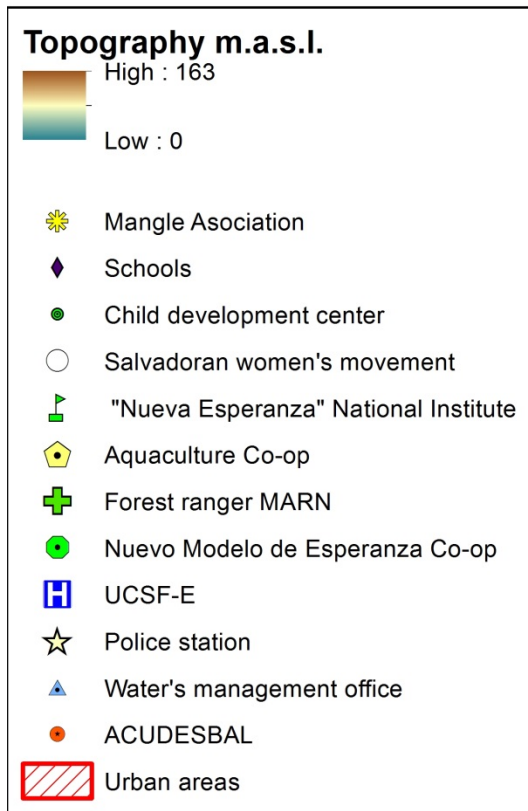 Topography m.a.s.l.
High : 163
Low : 0
Mangle Asociation
Schools
Child development center
Salvadoran women's movement
"Nueva Esperanza" National Institute
Aquaculture Co-op
Forest ranger MARN
Nuevo Modelo de Esperanza Co-op
H UCSF-E
Police station
Water's management office
ACUDESBAL
Urban areas